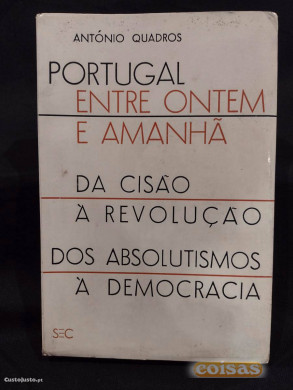 ANTÓNIO QUADROS
PORTUGAL
ENTRE ONTEM
E AMANHÃ
DA CISÃO
À REVOLUÇÃO
DOS ABSOLUTISMOS
À DEMOCRACIA
SEC
CustoJusto.pt
coisas